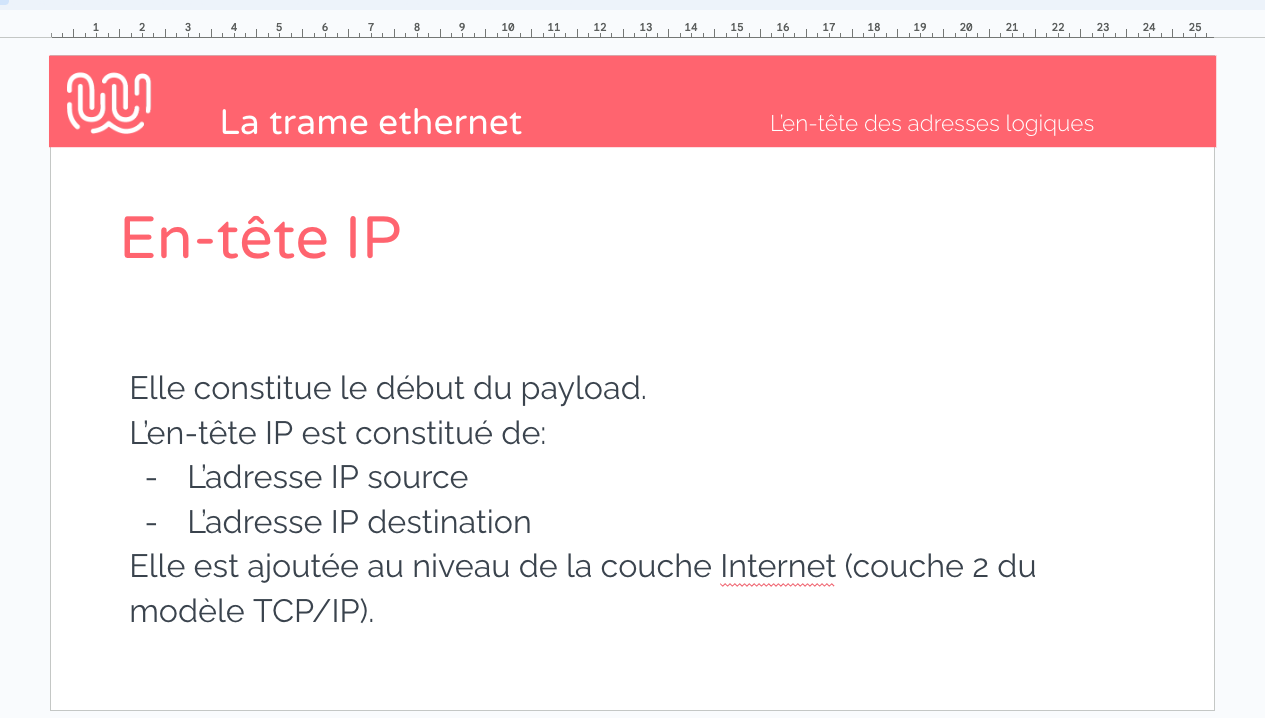 1 2 3 4 5 6 7 8 9 10 11 12 13 14 15 16 17 18 19 20 21 22 23 24 25
La trame ethernet
L'en-tête des adresses logiques
En-tête IP
Elle constitue le début du payload.
L'en-tête IP est constitué de:
- L'adresse IP source
- L'adresse IP destination
Elle est ajoutée au niveau de la couche Internet (couche 2 du
modèle TCP/IP).